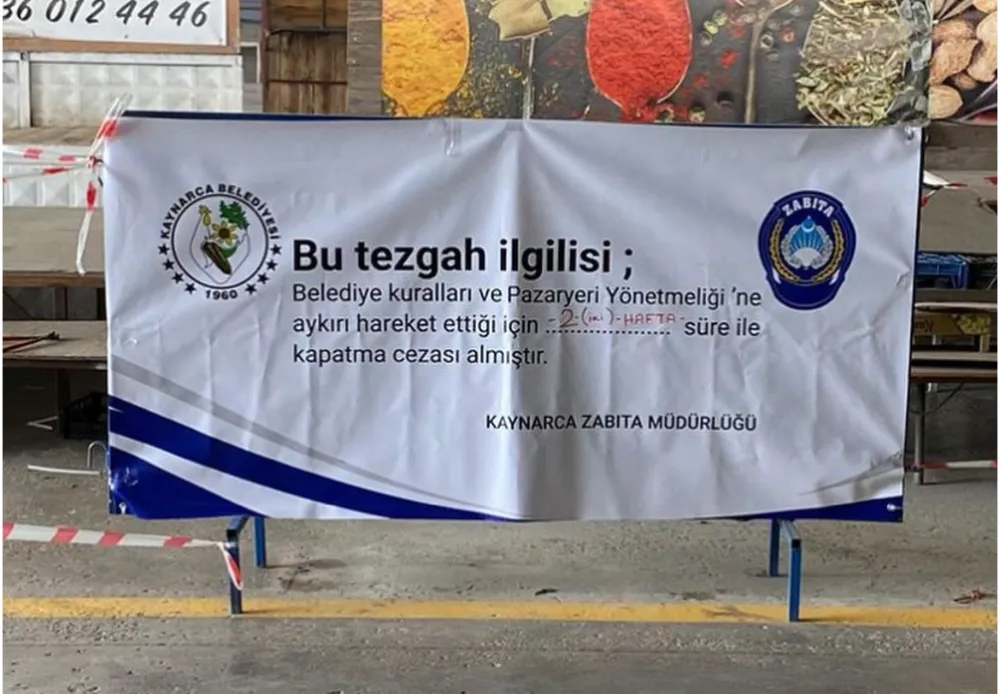 36 012 44 46
KAYNARCA BELEDİYESİ
1960
ZABITA
Bu tezgah ilgilisi ;
Belediye kuralları ve Pazaryeri Yönetmeliği 'ne
aykırı hareket ettiği için -2-(iki)-HAFTA- süre ile
kapatma cezası almıştır.
KAYNARCA ZABITA MÜDÜRLÜĞÜ